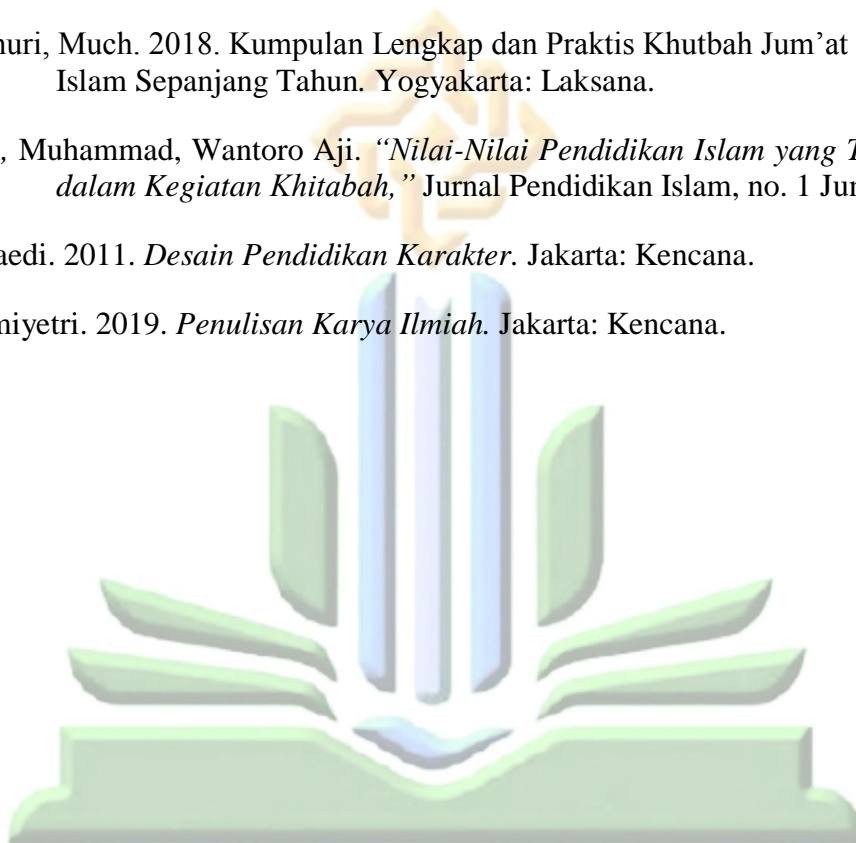 nuri, Much. 2018. Kumpulan Lengkap dan Praktis Khutbah Jum’at
Islam Sepanjang Tahun. Yogyakarta: Laksana.
, Muhammad, Wantoro Aji. “Nilai-Nilai Pendidikan Islam yang T
dalam Kegiatan Khitabah,” Jurnal Pendidikan Islam, no. 1 Jun
aedi. 2011. Desain Pendidikan Karakter. Jakarta: Kencana.
miyetri. 2019. Penulisan Karya Ilmiah. Jakarta: Kencana.